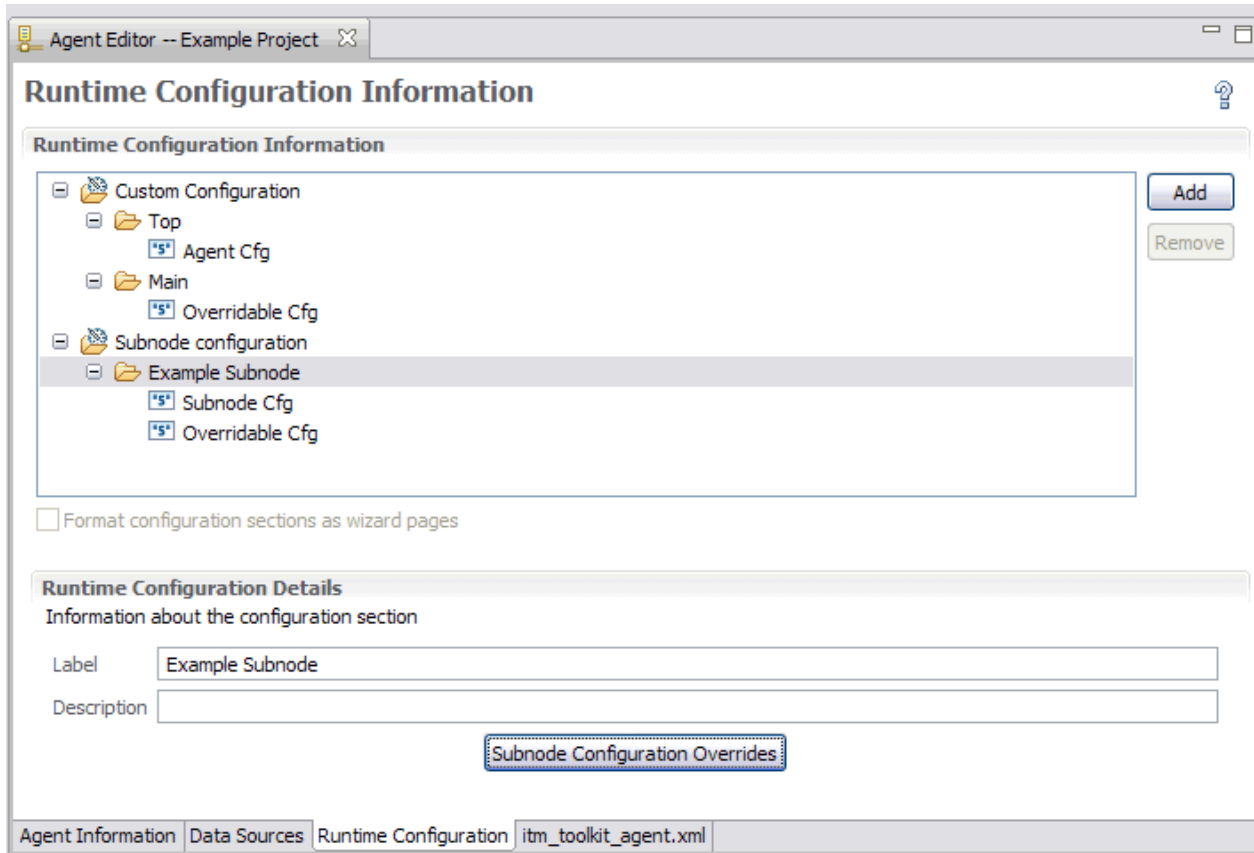 Agent Editor -- Example Project
Runtime Configuration Information
Runtime Configuration Information
Custom Configuration
Add
Top
Agent Cfg
Remove
Main
Overridable Cfg
Subnode configuration
Example Subnode
Subnode Cfg
Overridable Cfg
Format configuration sections as wizard pages
Runtime Configuration Details
Information about the configuration section
Label Example Subnode
Description
Subnode Configuration Overrides
Agent Information Data Sources Runtime Configuration itm_toolkit_agent.xml